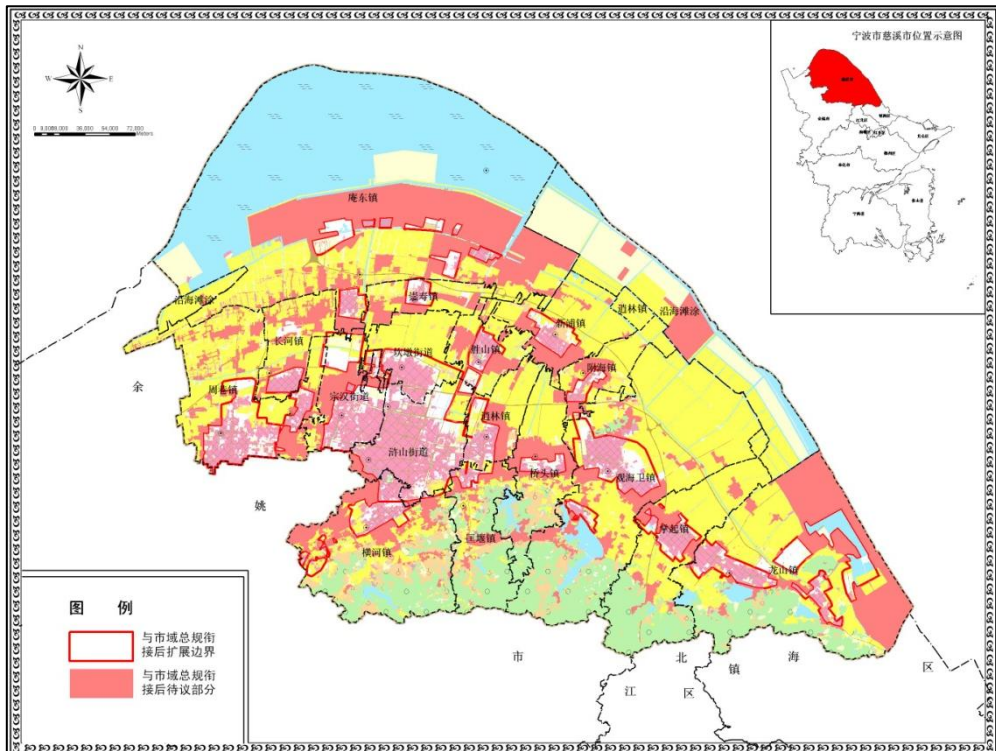 宁波市慈溪市位置示意图
N
W
E
S
Meters
庵东镇
沿海滩涂
崇寿镇
新浦镇
逍林镇
沿海滩涂
长河镇
坎墩街道
胜山镇
附海镇
周巷镇
宗汉街道
逍林镇
浒山街道
桥头镇
观海卫镇
横河镇
匡堰镇
掌起镇
龙山镇
余
姚
市
江
北
区
镇
海
区
图 例
与市域总规衔
接后扩展边界
与市域总规衔
接后待议部分